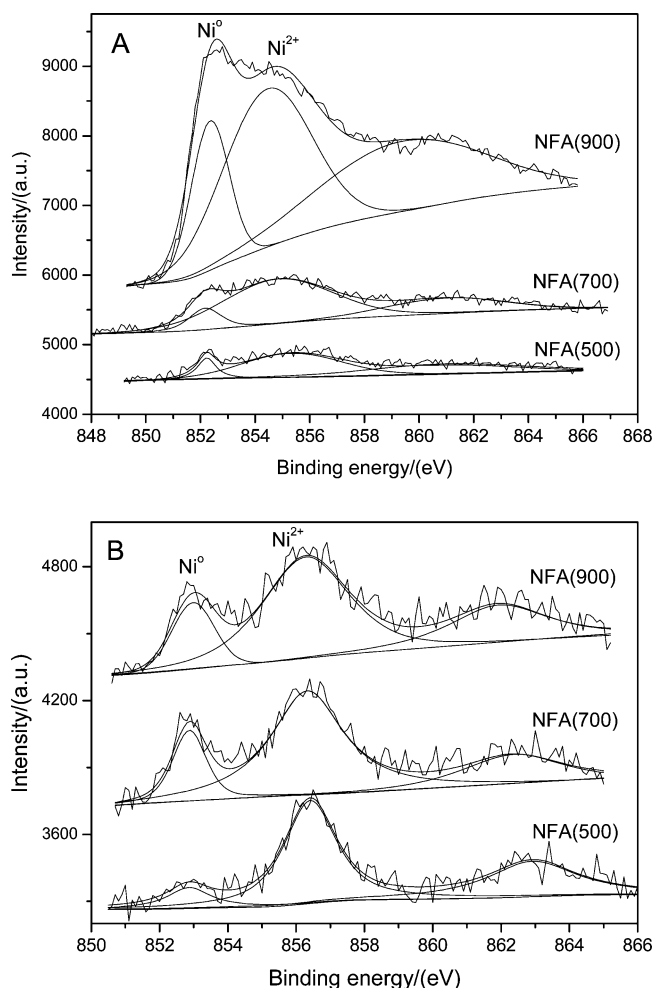 A
Niº
Ni²⁺
9000
8000
7000
6000
5000
4000
NFA(900)
NFA(700)
NFA(500)
Intensity/(a.u.)
848 850 852 854 856 858 860 862 864 866 868
Binding energy/(eV)
B
Niº
Ni²⁺
4800
4200
3600
NFA(900)
NFA(700)
NFA(500)
Intensity/(a.u.)
850 852 854 856 858 860 862 864 866
Binding energy/(eV)